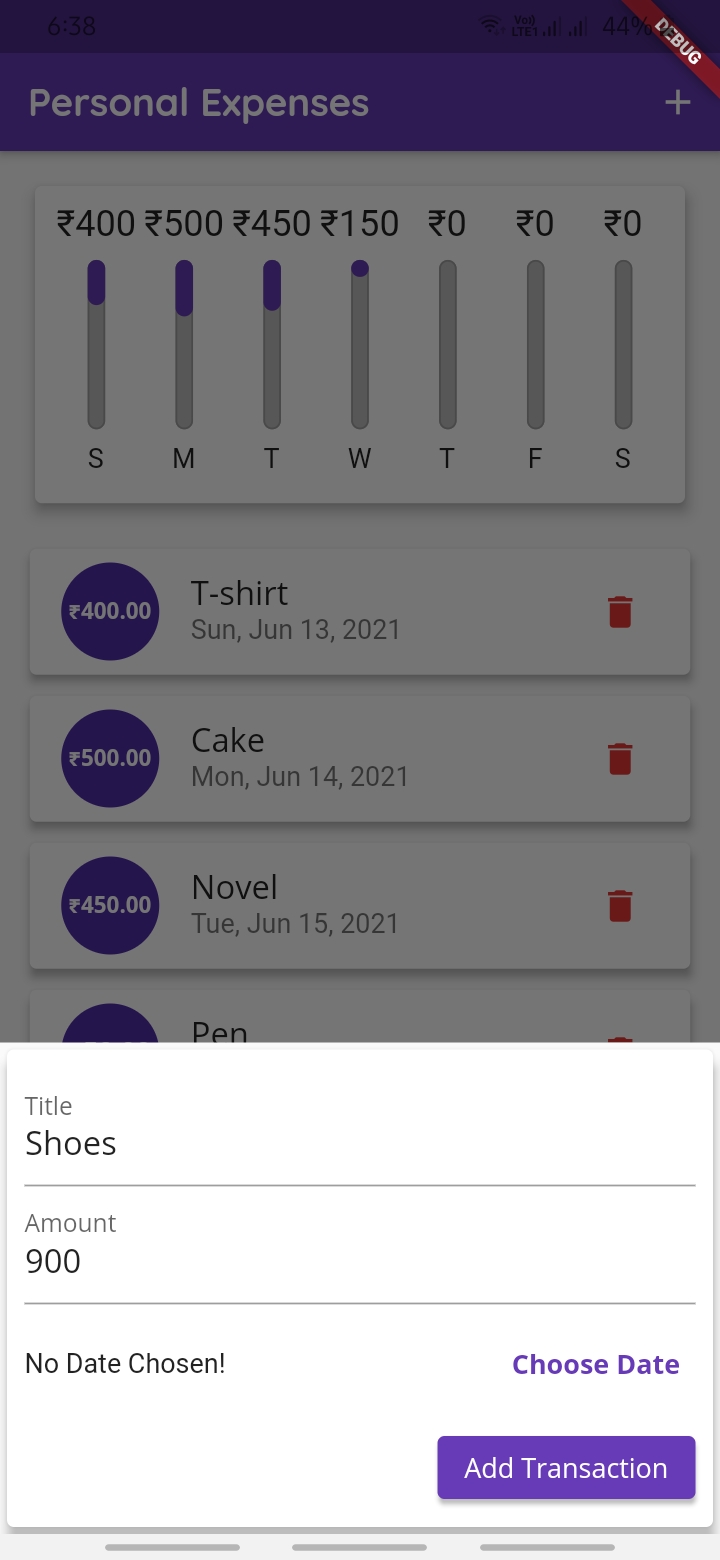 6:38
Vo))
LTE1
44%
DEBUG
Personal Expenses
+
₹400 ₹500 ₹450 ₹150 ₹0 ₹0 ₹0
S M T W T F S
₹400.00
T-shirt
Sun, Jun 13, 2021
₹500.00
Cake
Mon, Jun 14, 2021
₹450.00
Novel
Tue, Jun 15, 2021
Pen
Title
Shoes
Amount
900
No Date Chosen!
Choose Date
Add Transaction